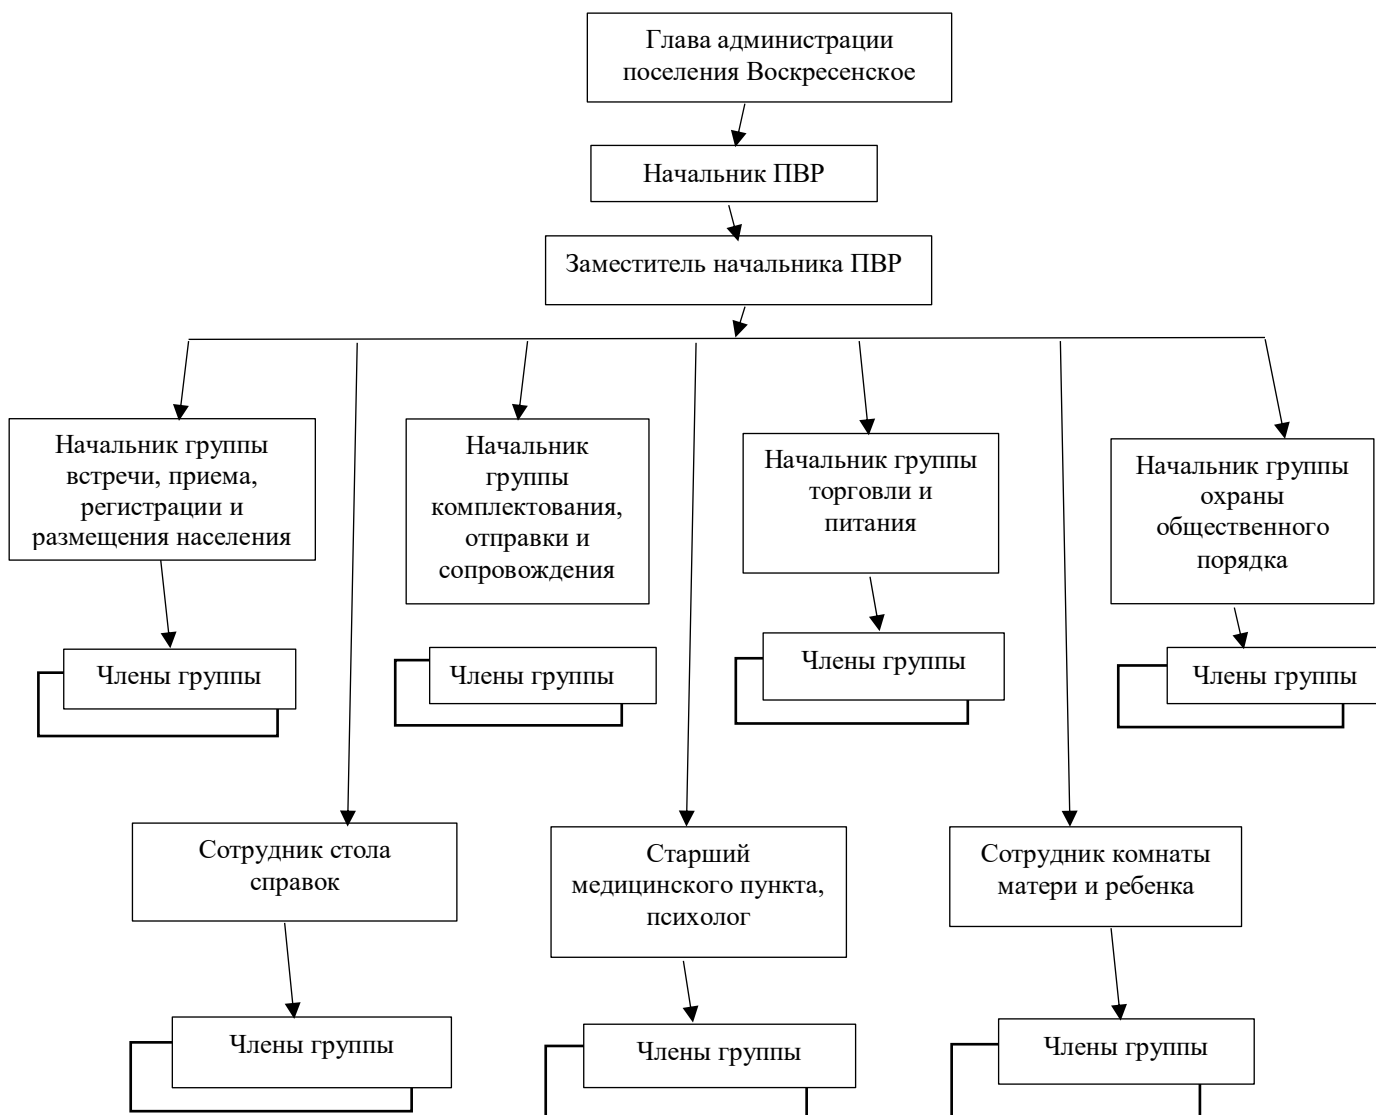 Глава администрации
поселения Воскресенское
Начальник ПВР
Заместитель начальника ПВР
Начальник группы
встречи, приема,
регистрации и
размещения населения
Начальник
группы
комплектования,
отправки и
сопровождения
Начальник группы
торговли и
питания
Начальник группы
охраны
общественного
порядка
Члены группы
Члены группы
Члены группы
Члены группы
Сотрудник стола
справок
Старший
медицинского пункта,
психолог
Сотрудник комнаты
матери и ребенка
Члены группы
Члены группы
Члены группы